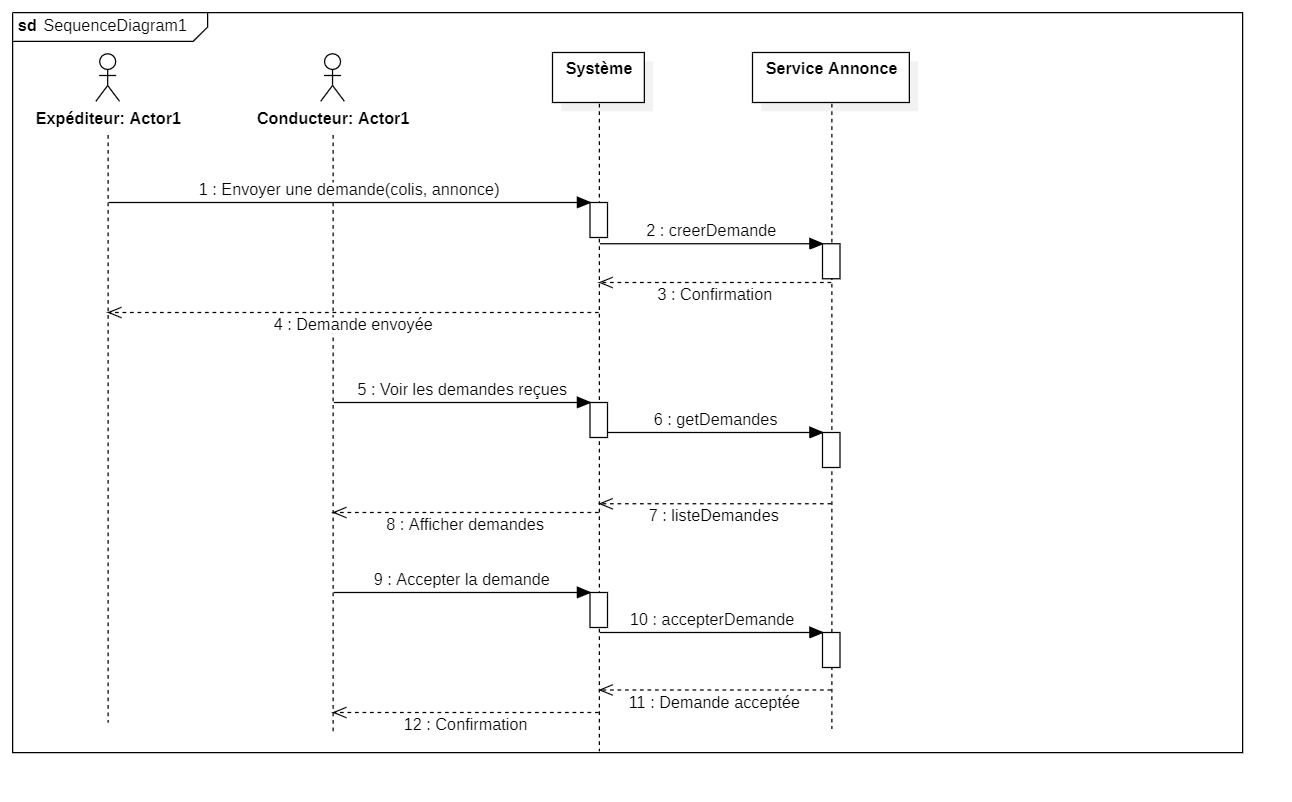 sd SequenceDiagram1
Expéditeur: Actor1
Conducteur: Actor1
Système
Service Annonce
1 : Envoyer une demande(colis, annonce)
2 : creerDemande
3 : Confirmation
4 : Demande envoyée
5 : Voir les demandes reçues
6 : getDemandes
7 : listeDemandes
8 : Afficher demandes
9 : Accepter la demande
10 : accepterDemande
11 : Demande acceptée
12 : Confirmation